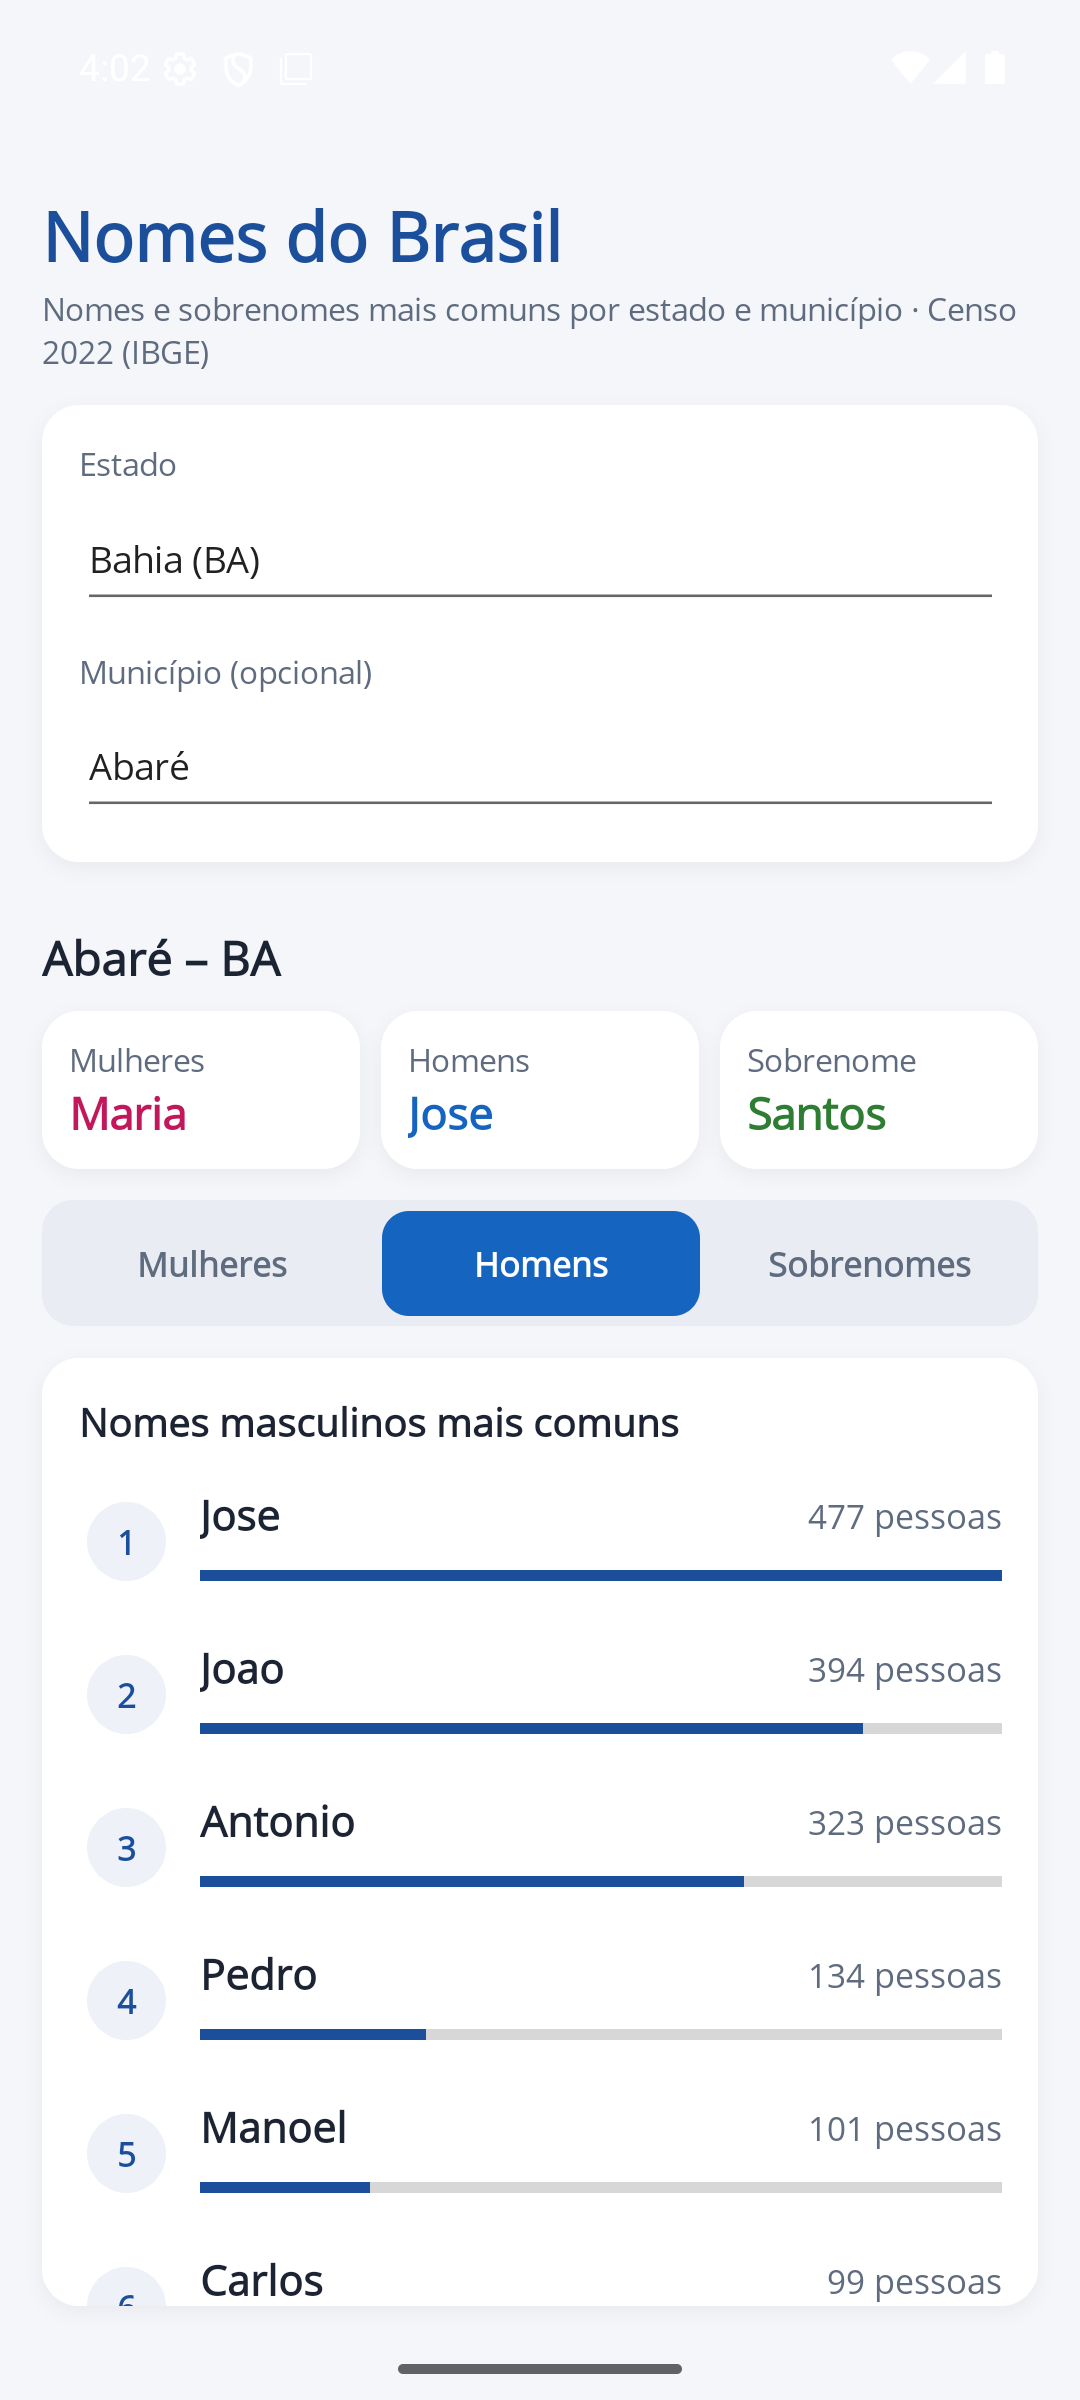 4:02
Nomes do Brasil
Nomes e sobrenomes mais comuns por estado e município · Censo
2022 (IBGE)
Estado
Bahia (BA)
Município (opcional)
Abaré
Abaré – BA
Mulheres
Maria
Homens
Jose
Sobrenome
Santos
Mulheres
Homens
Sobrenomes
Nomes masculinos mais comuns
1
Jose
477 pessoas
2
Joao
394 pessoas
3
Antonio
323 pessoas
4
Pedro
134 pessoas
5
Manoel
101 pessoas
6
Carlos
99 pessoas